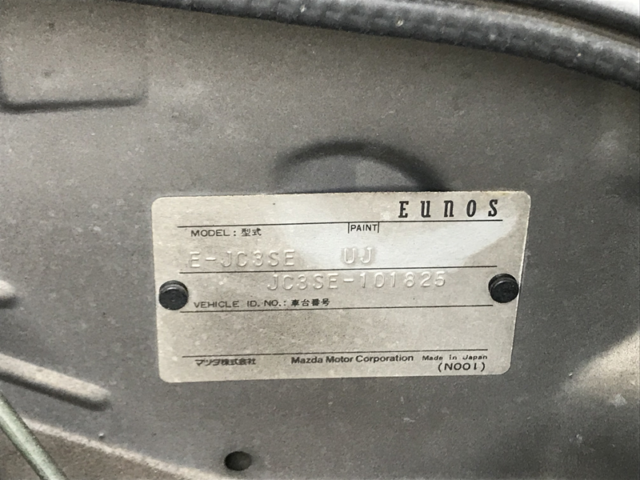 EUNOS
MODEL：型式 PAINT
E-JC3SE UJ
JC3SE-101625
VEHICLE ID.NO.：車台番号
マツダ株式会社 Mazda Motor Corporation Made in Japan
(N001)